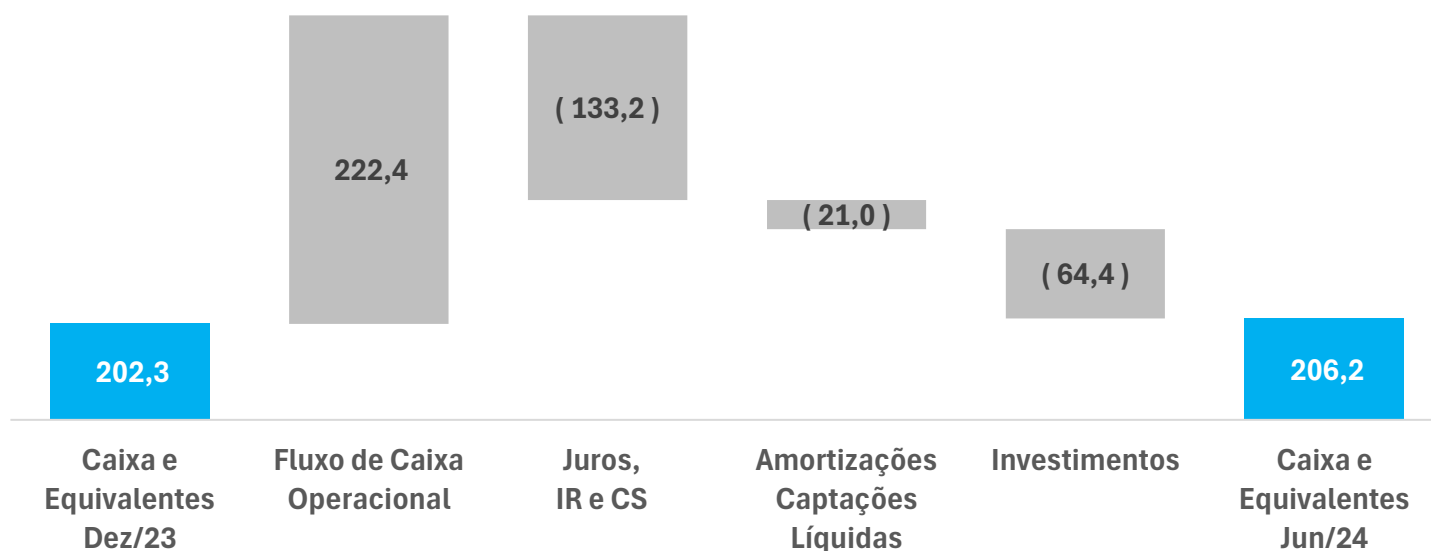 ( 133,2 )
222,4
( 21,0 )
( 64,4 )
202,3
206,2
Caixa e
Equivalentes
Dez/23
Fluxo de Caixa
Operacional
Juros,
IR e CS
Amortizações
Captações
Líquidas
Investimentos
Caixa e
Equivalentes
Jun/24